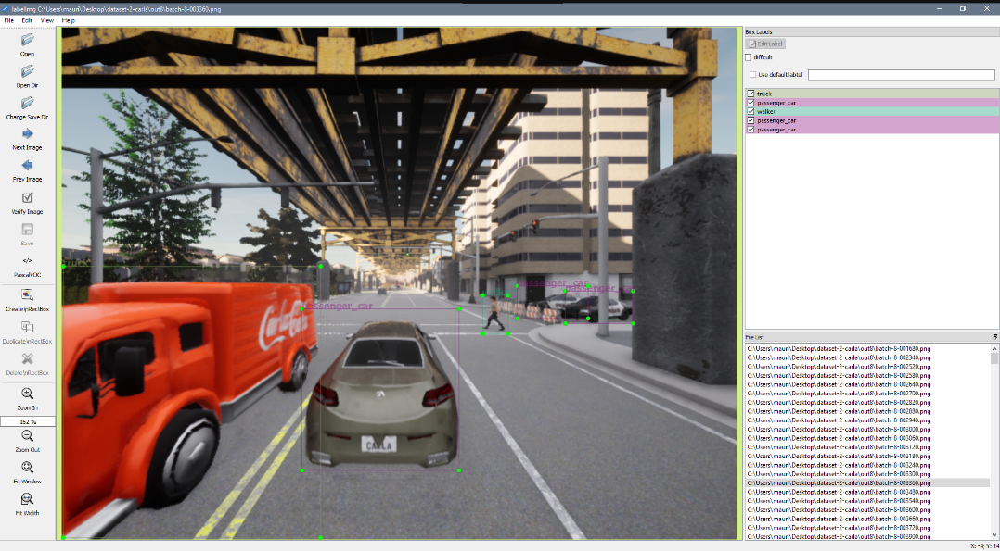 labelImg C:\Users\mauri\Desktop\dataset-2-carla\out8\batch-8-003360.png
File Edit View Help
Open
Open Dir
Change Save Dir
Next Image
Prev Image
Verify Image
Save
</>
PascalVOC
Create\nRectBox
Duplicate\nRectBox
Delete\nRectBox
Zoom In
162 %
Zoom Out
Fit Window
Fit Width
truck
passenger_car
passenger_car
passenger_car
Coca-Cola
CARLA
Box Labels
Edit Label
difficult
Use default label
truck
passenger_car
walker
passenger_car
passenger_car
File List
C:\Users\mauri\Desktop\dataset-2-carla\out8\batch-8-001680.png
C:\Users\mauri\Desktop\dataset-2-carla\out8\batch-8-002340.png
C:\Users\mauri\Desktop\dataset-2-carla\out8\batch-8-002520.png
C:\Users\mauri\Desktop\dataset-2-carla\out8\batch-8-002580.png
C:\Users\mauri\Desktop\dataset-2-carla\out8\batch-8-002640.png
C:\Users\mauri\Desktop\dataset-2-carla\out8\batch-8-002700.png
C:\Users\mauri\Desktop\dataset-2-carla\out8\batch-8-002820.png
C:\Users\mauri\Desktop\dataset-2-carla\out8\batch-8-002880.png
C:\Users\mauri\Desktop\dataset-2-carla\out8\batch-8-002940.png
C:\Users\mauri\Desktop\dataset-2-carla\out8\batch-8-003000.png
C:\Users\mauri\Desktop\dataset-2-carla\out8\batch-8-003060.png
C:\Users\mauri\Desktop\dataset-2-carla\out8\batch-8-003120.png
C:\Users\mauri\Desktop\dataset-2-carla\out8\batch-8-003180.png
C:\Users\mauri\Desktop\dataset-2-carla\out8\batch-8-003240.png
C:\Users\mauri\Desktop\dataset-2-carla\out8\batch-8-003300.png
C:\Users\mauri\Desktop\dataset-2-carla\out8\batch-8-003360.png
C:\Users\mauri\Desktop\dataset-2-carla\out8\batch-8-003480.png
C:\Users\mauri\Desktop\dataset-2-carla\out8\batch-8-003540.png
C:\Users\mauri\Desktop\dataset-2-carla\out8\batch-8-003600.png
C:\Users\mauri\Desktop\dataset-2-carla\out8\batch-8-003660.png
C:\Users\mauri\Desktop\dataset-2-carla\out8\batch-8-003720.png
C:\Users\mauri\Desktop\dataset-2-carla\out8\batch-8-003900.png
X: -4; Y: 14